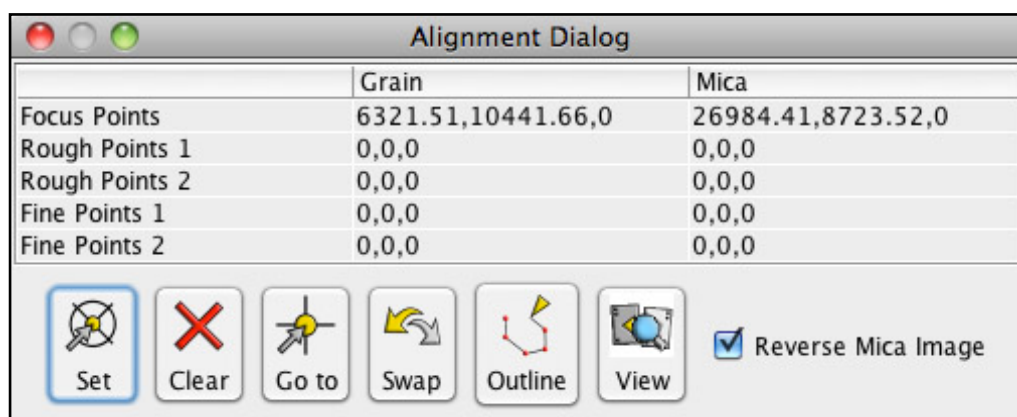 Alignment Dialog
Grain Mica
Focus Points 6321.51,10441.66,0 26984.41,8723.52,0
Rough Points 1 0,0,0 0,0,0
Rough Points 2 0,0,0 0,0,0
Fine Points 1 0,0,0 0,0,0
Fine Points 2 0,0,0 0,0,0
Set Clear Go to Swap Outline View Reverse Mica Image